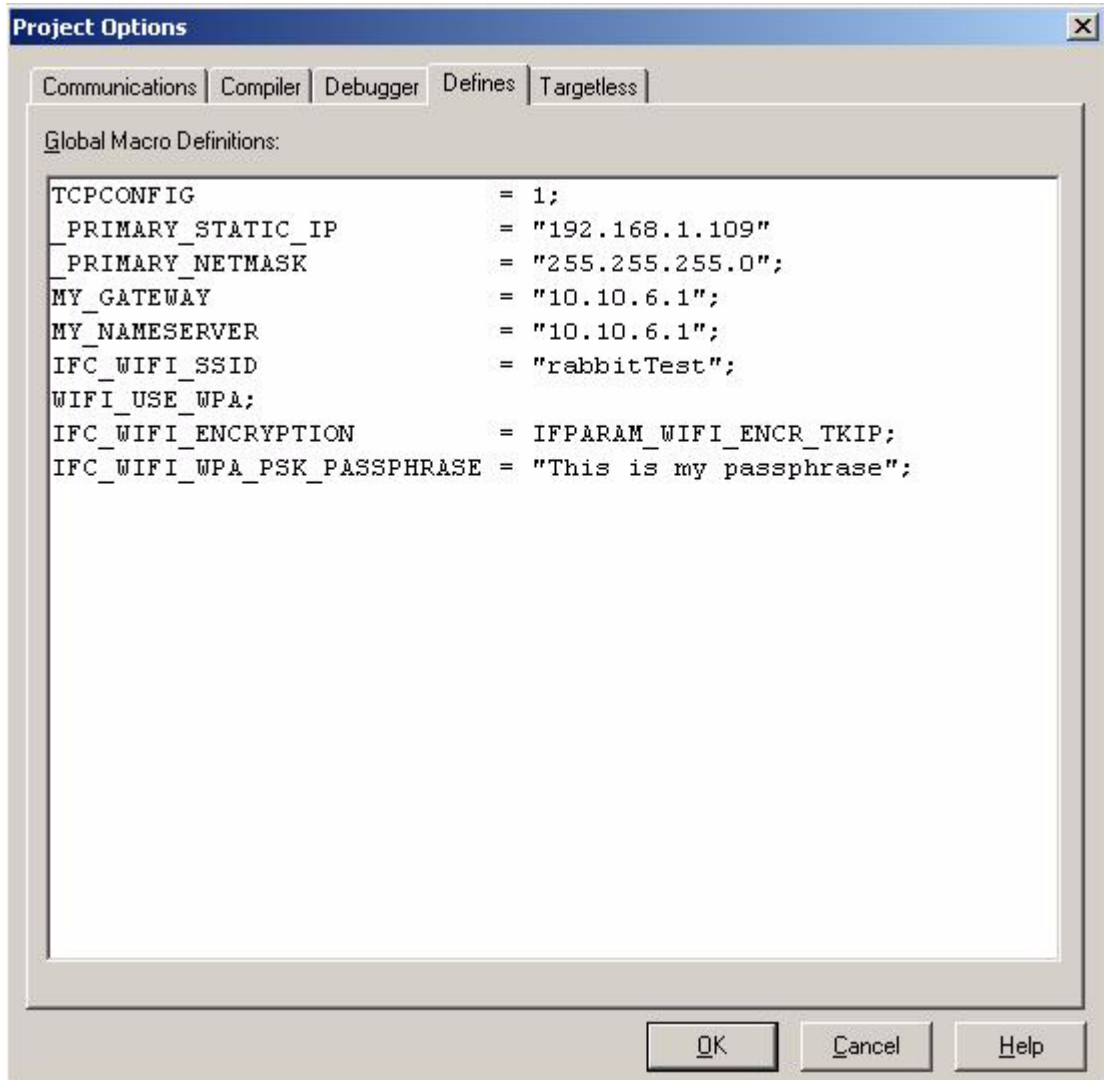 Project Options
Communications Compiler Debugger Defines Targetless
Global Macro Definitions:
TCPCONFIG = 1;
_PRIMARY_STATIC_IP = "192.168.1.109"
_PRIMARY_NETMASK = "255.255.255.0";
MY_GATEWAY = "10.10.6.1";
MY_NAMESERVER = "10.10.6.1";
IFC_WIFI_SSID = "rabbitTest";
WIFI_USE_WPA;
IFC_WIFI_ENCRYPTION = IFPARAM_WIFI_ENCR_TKIP;
IFC_WIFI_WPA_PSK_PASSPHRASE = "This is my passphrase";
OK Cancel Help